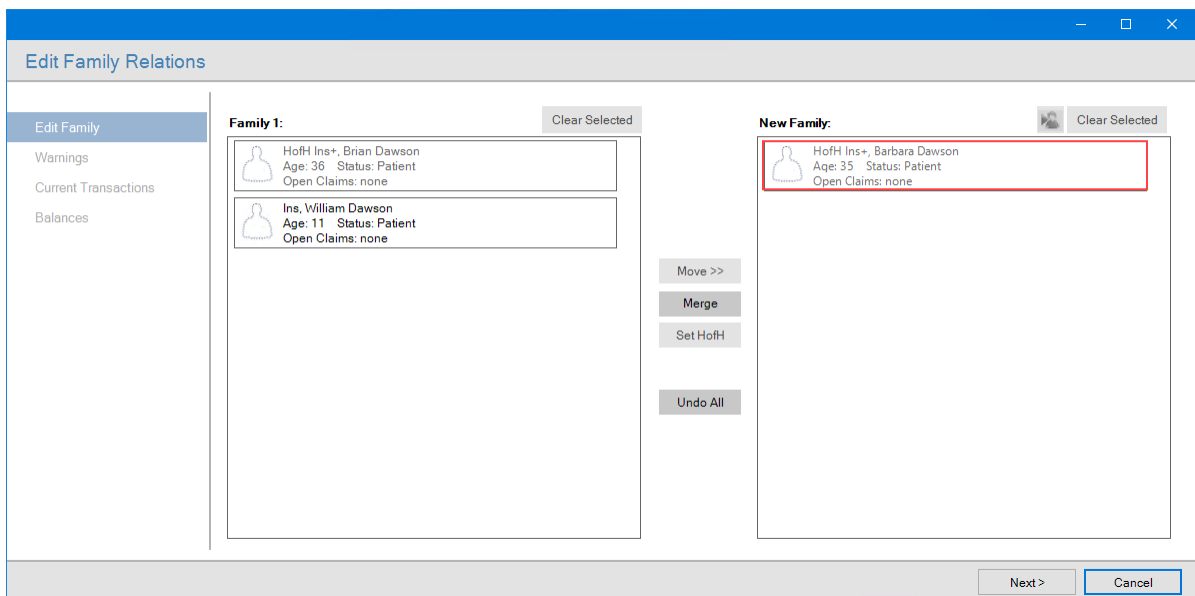 Edit Family Relations
Edit Family
Warnings
Current Transactions
Balances
Family 1:
Clear Selected
HofH Ins+, Brian Dawson
Age: 36 Status: Patient
Open Claims: none
Ins, William Dawson
Age: 11 Status: Patient
Open Claims: none
Move >>
Merge
Set HofH
Undo All
New Family:
Clear Selected
HofH Ins+, Barbara Dawson
Age: 35 Status: Patient
Open Claims: none
Next >
Cancel